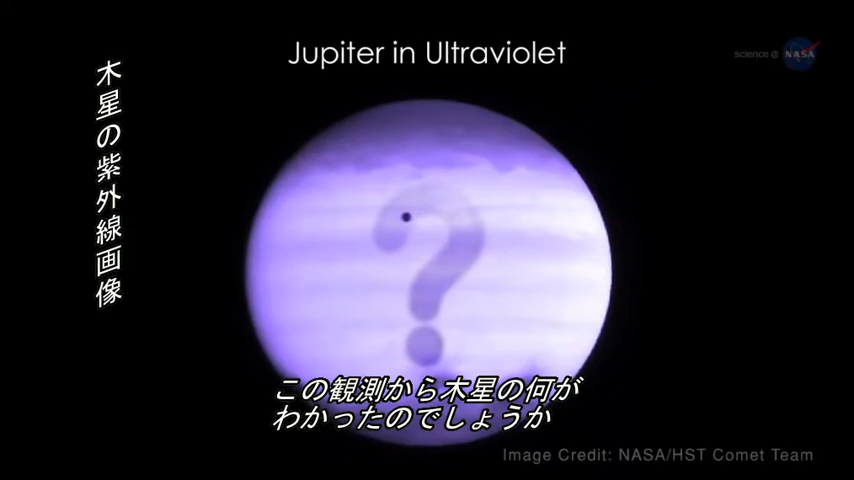 Jupiter in Ultraviolet
science @ NASA
木星の紫外線画像
?
この観測から木星の何が
わかったのでしょうか
Image Credit: NASA/HST Comet Team